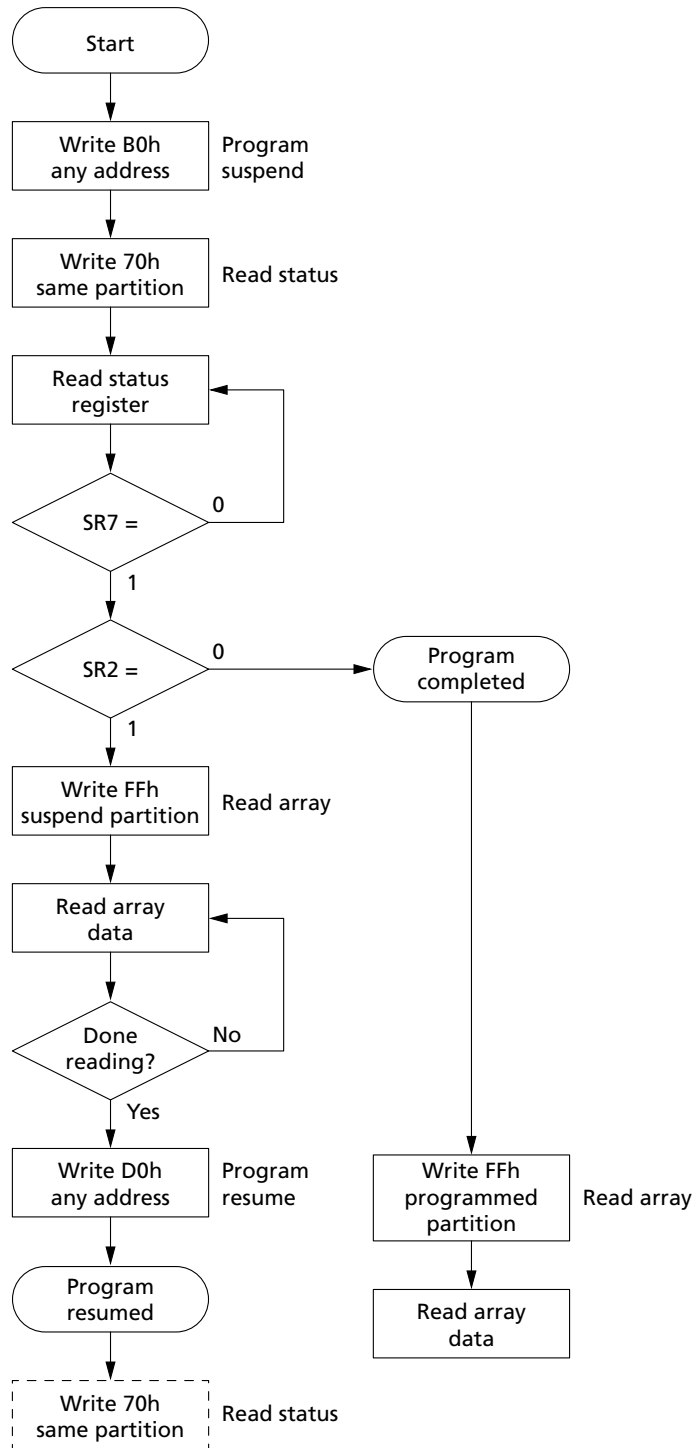 Start
Write B0h
any address
Program
suspend
Write 70h
same partition
Read status
Read status
register
0
SR7 =
1
0
SR2 =
Program
completed
1
Write FFh
suspend partition
Read array
Read array
data
Done
reading?
No
Yes
Write D0h
any address
Program
resume
Write FFh
programmed
partition
Read array
Program
resumed
Read array
data
Write 70h
same partition
Read status